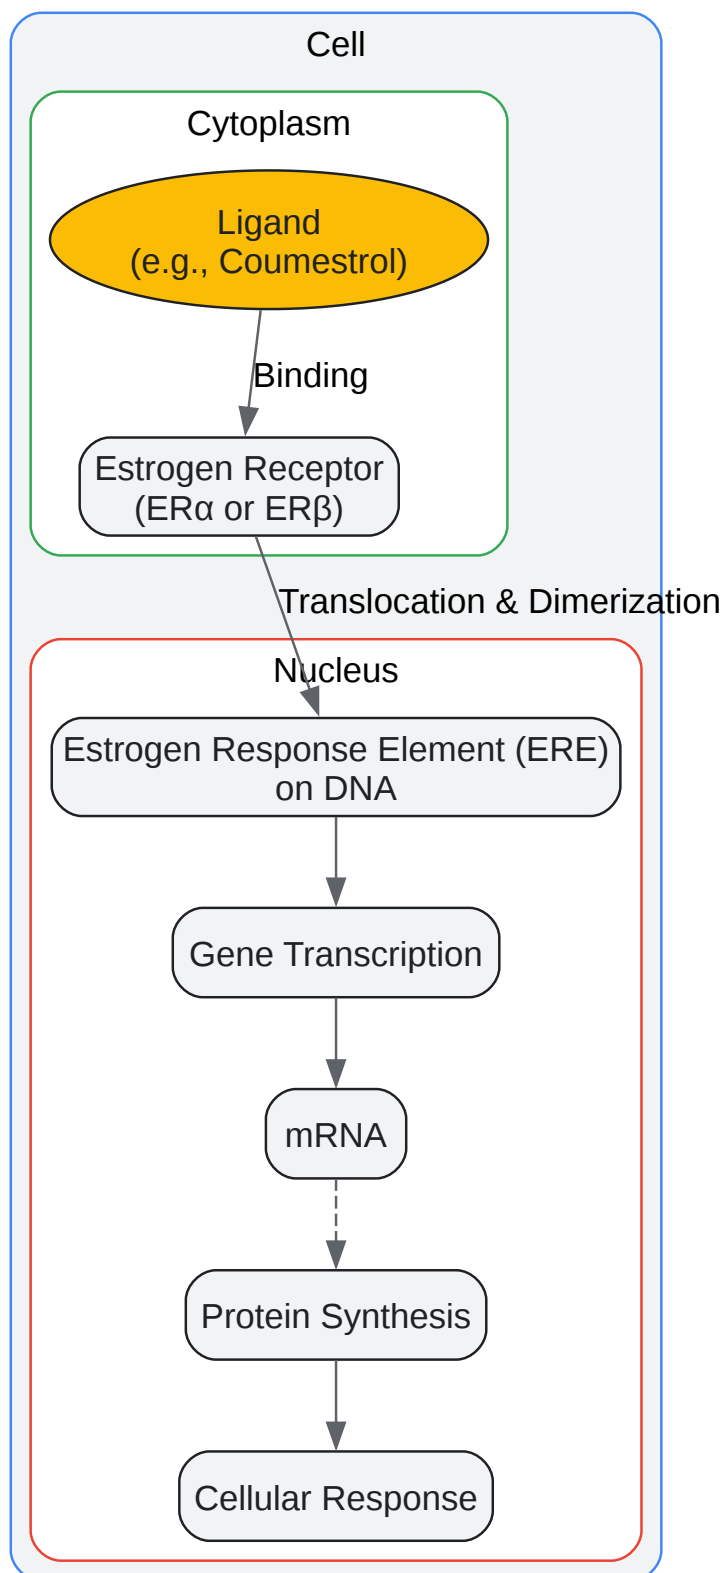 Cell
Cytoplasm
Ligand
(e.g., Coumestrol)
Binding
Estrogen Receptor
(ERα or ERβ)
Translocation & Dimerization
Nucleus
Estrogen Response Element (ERE)
on DNA
Gene Transcription
mRNA
Protein Synthesis
Cellular Response